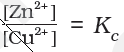 [Zn²⁺]
[Cu²⁺] = K_c